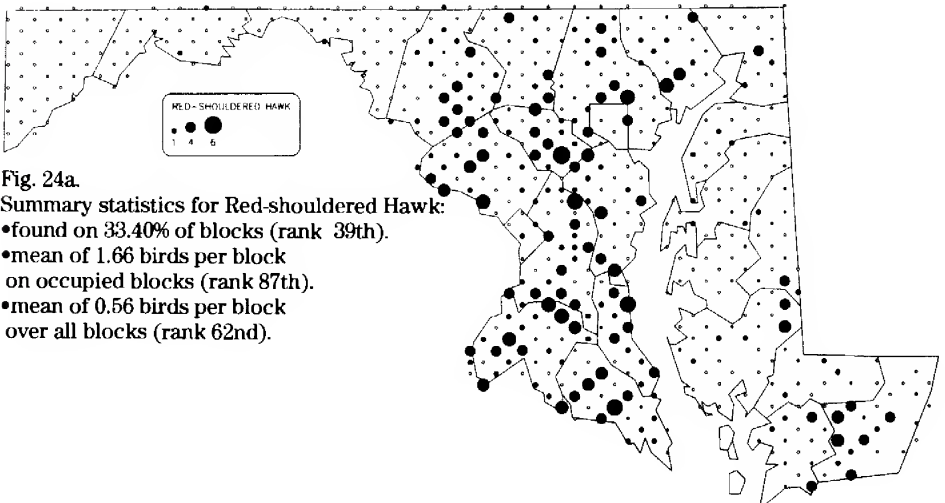 RED-SHOULDERED HAWK
1 4 6
Fig. 24a.
Summary statistics for Red-shouldered Hawk:
•found on 33.40% of blocks (rank 39th).
•mean of 1.66 birds per block
on occupied blocks (rank 87th).
•mean of 0.56 birds per block
over all blocks (rank 62nd).